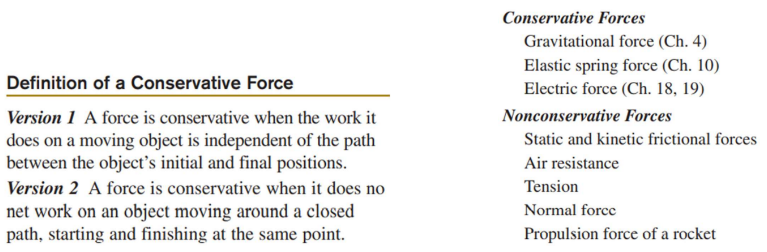 Definition of a Conservative Force
Version 1 A force is conservative when the work it
does on a moving object is independent of the path
between the object's initial and final positions.
Version 2 A force is conservative when it does no
net work on an object moving around a closed
path, starting and finishing at the same point.
Conservative Forces
Gravitational force (Ch. 4)
Elastic spring force (Ch. 10)
Electric force (Ch. 18, 19)
Nonconservative Forces
Static and kinetic frictional forces
Air resistance
Tension
Normal force
Propulsion force of a rocket